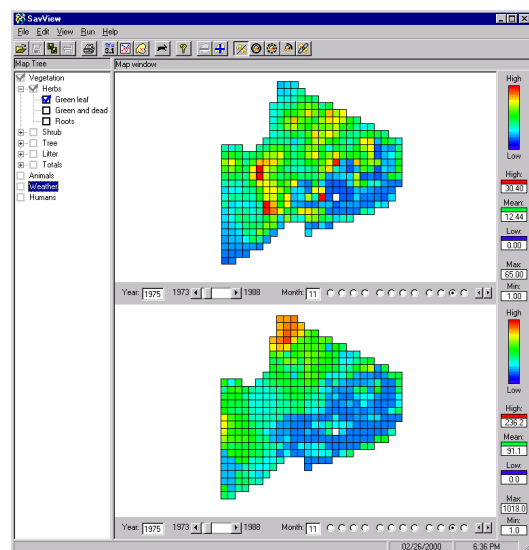 SavView
File Edit View Run Help
Map Tree
Map window
Vegetation
Herbs
Green leaf
Green and dead
Roots
Shrub
Tree
Litter
Totals
Animals
Weather
Humans
High
Low
High:
30.40
Mean:
12.44
Low:
0.00
Max:
65.00
Min:
1.00
Year: 1975 1973 1988 Month: 11
High
Low
High:
236.2
Mean:
91.1
Low:
0.0
Max:
1018.0
Min:
1.0
Year: 1975 1973 1988 Month: 11
02/26/2000 6:36 PM